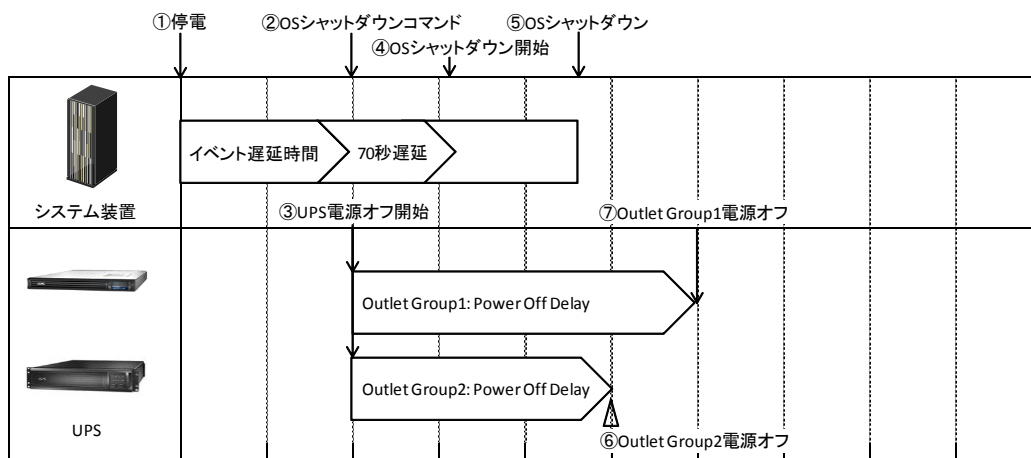 ①停電
②OSシャットダウンコマンド
⑤OSシャットダウン
④OSシャットダウン開始
イベント遅延時間
70秒遅延
システム装置
③UPS電源オフ開始
⑦Outlet Group1電源オフ
Outlet Group1: Power Off Delay
Outlet Group2: Power Off Delay
UPS
⑥Outlet Group2電源オフ